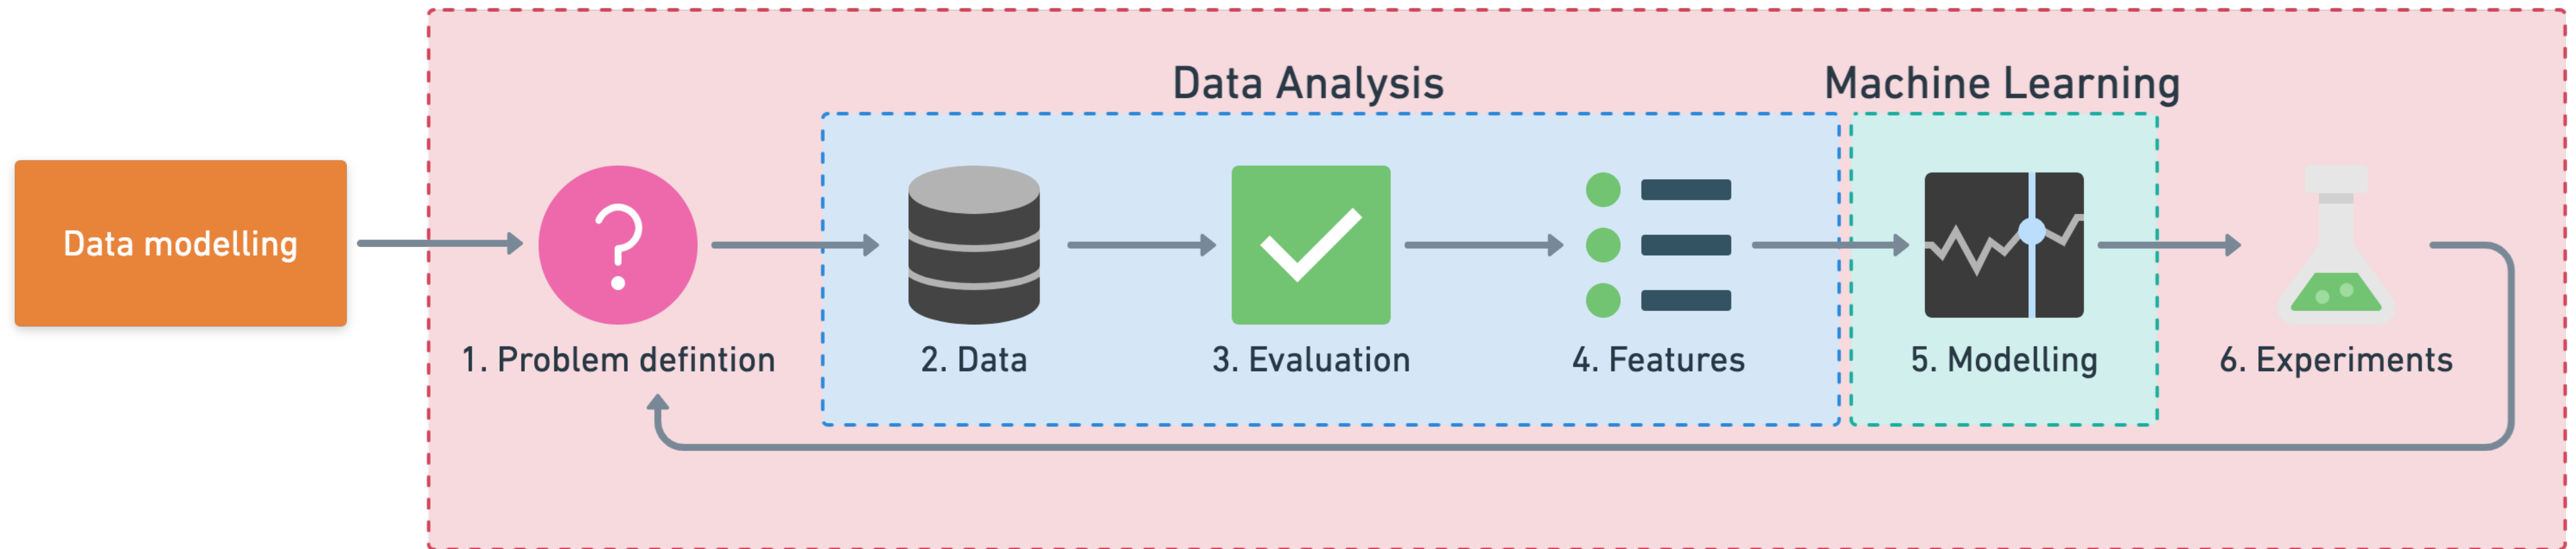 Data Analysis
Machine Learning
Data modelling
1. Problem defintion
2. Data
3. Evaluation
4. Features
5. Modelling
6. Experiments